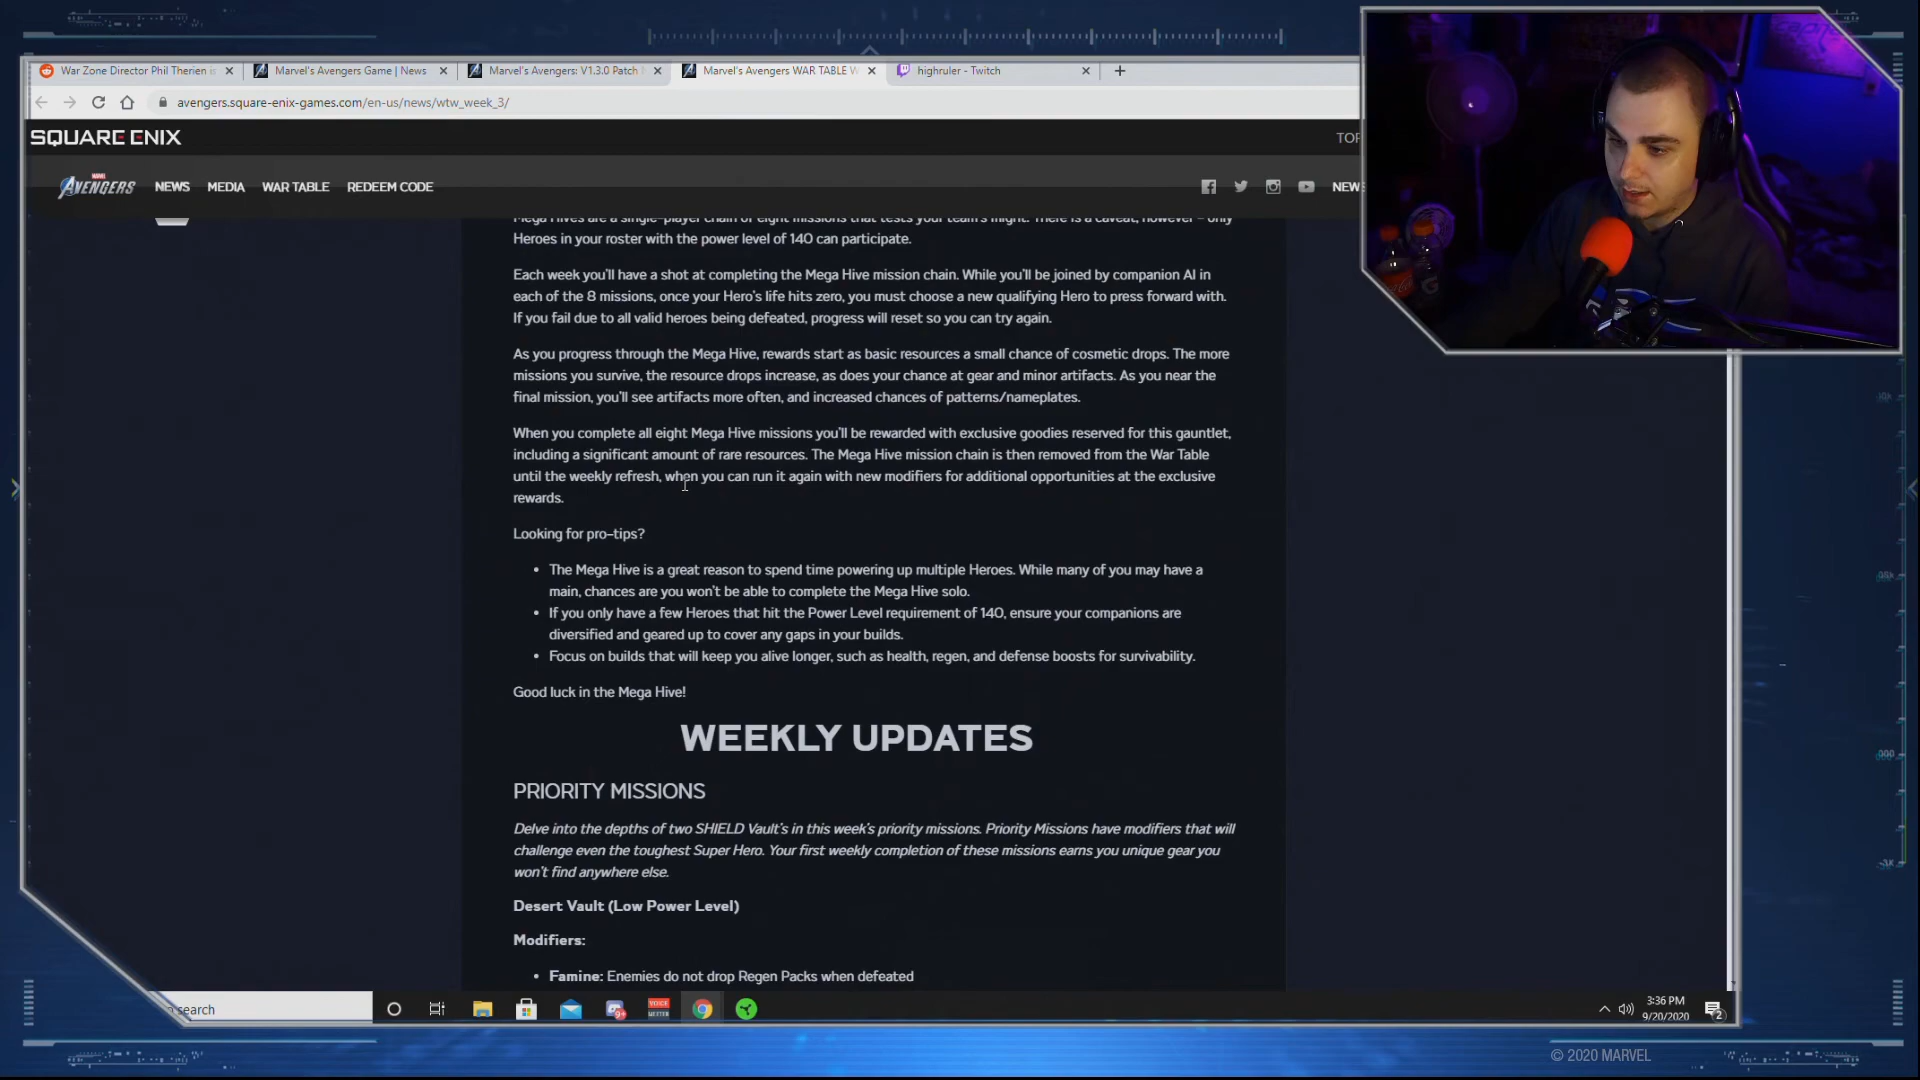 War Zone Director Phil Therien is
Marvel's Avengers Game | News
Marvel's Avengers: V1.3.0 Patch
Marvel's Avengers WAR TABLE W
highruler - Twitch
avengers.square-enix-games.com/en-us/news/wtw_week_3/
SQUARE ENIX
TOP
MARVEL
AVENGERS
NEWS
MEDIA
WAR TABLE
REDEEM CODE
NEW
Mega Hives are a single-player chain of eight missions that tests your team's might. There is a caveat, however – only
Heroes in your roster with the power level of 140 can participate.
Each week you'll have a shot at completing the Mega Hive mission chain. While you'll be joined by companion AI in
each of the 8 missions, once your Hero's life hits zero, you must choose a new qualifying Hero to press forward with.
If you fail due to all valid heroes being defeated, progress will reset so you can try again.
As you progress through the Mega Hive, rewards start as basic resources a small chance of cosmetic drops. The more
missions you survive, the resource drops increase, as does your chance at gear and minor artifacts. As you near the
final mission, you'll see artifacts more often, and increased chances of patterns/nameplates.
When you complete all eight Mega Hive missions you'll be rewarded with exclusive goodies reserved for this gauntlet,
including a significant amount of rare resources. The Mega Hive mission chain is then removed from the War Table
until the weekly refresh, when you can run it again with new modifiers for additional opportunities at the exclusive
rewards.
Looking for pro-tips?
• The Mega Hive is a great reason to spend time powering up multiple Heroes. While many of you may have a
main, chances are you won't be able to complete the Mega Hive solo.
• If you only have a few Heroes that hit the Power Level requirement of 140, ensure your companions are
diversified and geared up to cover any gaps in your builds.
• Focus on builds that will keep you alive longer, such as health, regen, and defense boosts for survivability.
Good luck in the Mega Hive!
WEEKLY UPDATES
PRIORITY MISSIONS
Delve into the depths of two SHIELD Vault's in this week's priority missions. Priority Missions have modifiers that will
challenge even the toughest Super Hero. Your first weekly completion of these missions earns you unique gear you
won't find anywhere else.
Desert Vault (Low Power Level)
Modifiers:
• Famine: Enemies do not drop Regen Packs when defeated
search
VOICE
MEETER
9+
3:36 PM
9/20/2020
2
© 2020 MARVEL